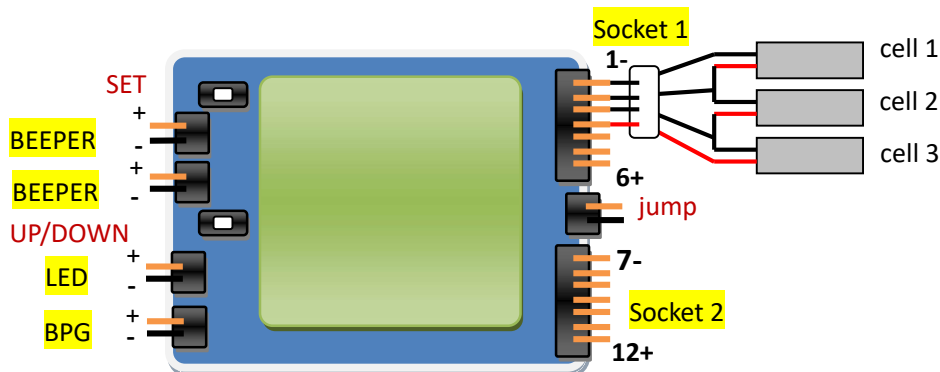 Socket 1
1-
cell 1
SET
+
BEEPER
-
cell 2
+
BEEPER
-
cell 3
6+
jump
UP/DOWN
+
LED
-
7-
Socket 2
+
BPG
-
12+